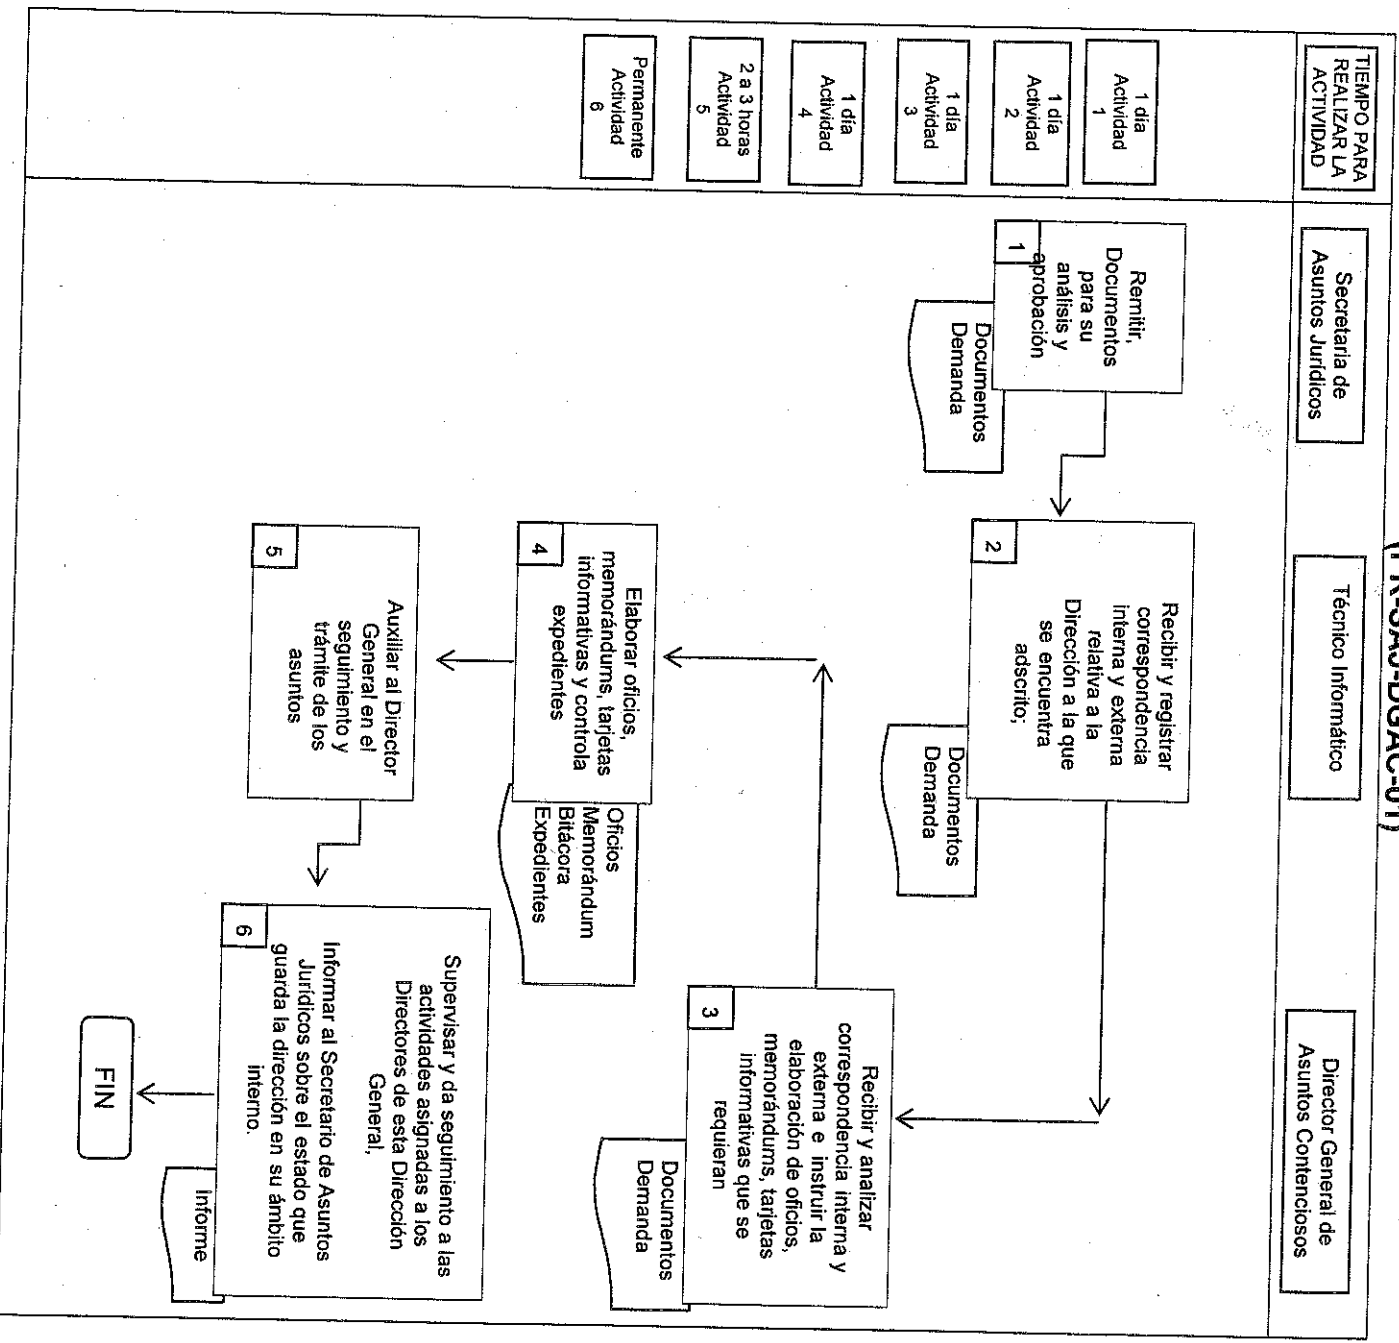 TIEMPO PARA
REALIZAR LA
ACTIVIDAD
Secretaria de
Asuntos Jurídicos
Técnico Informático
Director General de
Asuntos Contenciosos
1 día
Actividad
1
1 día
Actividad
2
1 día
Actividad
3
1 día
Actividad
4
2 a 3 horas
Actividad
5
Permanente
Actividad
6
Remitir,
Documentos
para su
análisis y
aprobación
1
Documentos
Demanda
Recibir y registrar
correspondencia
interna y externa
relativa a la
Dirección a la que
se encuentra
adscrito;
2
Documentos
Demanda
Recibir y analizar
correspondencia interna y
externa e instruir la
elaboración de oficios,
memorándums, tarjetas
informativas que se
requieran
3
Documentos
Demanda
Elaborar oficios,
memorándums, tarjetas
informativas y controla
expedientes
4
Oficios
Memorándum
Bitácora
Expedientes
Auxiliar al Director
General en el
seguimiento y
trámite de los
asuntos
5
Supervisar y da seguimiento a las
actividades asignadas a los
Directores de esta Dirección
General,
Informar al Secretario de Asuntos
Jurídicos sobre el estado que
guarda la dirección en su ámbito
interno.
6
Informe
FIN